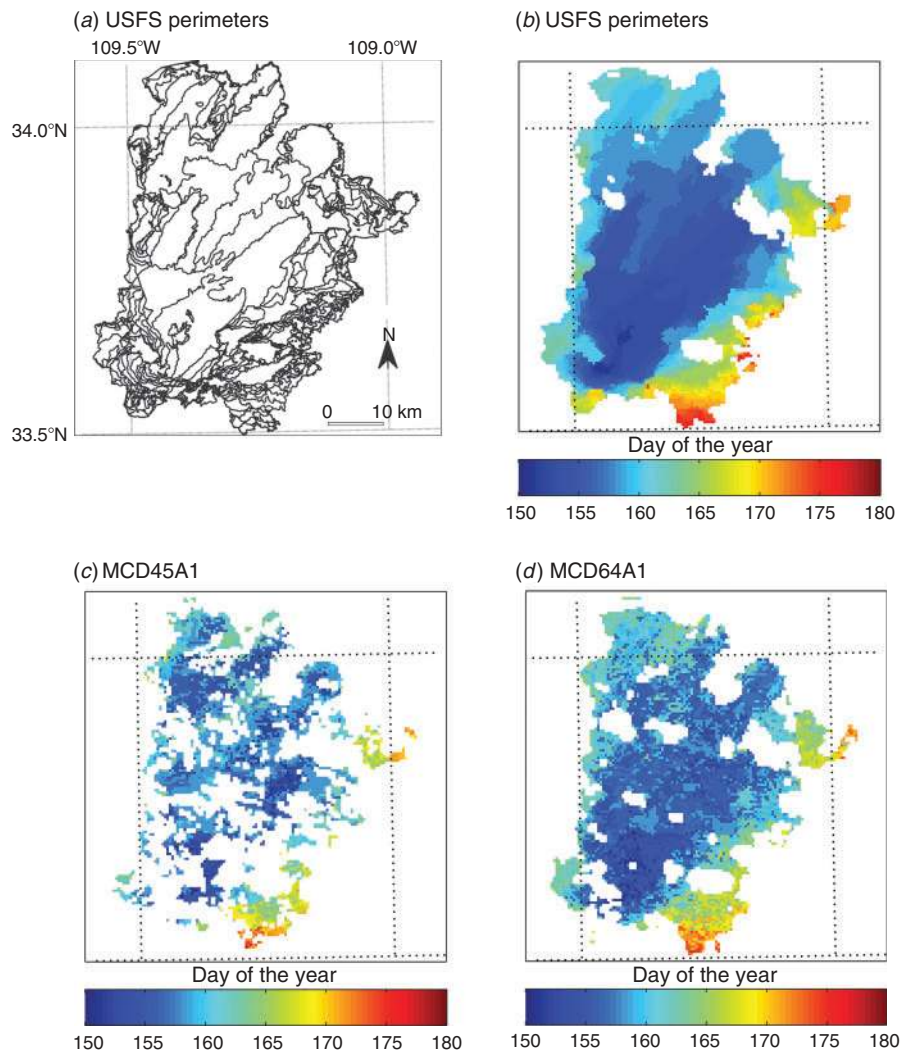 (a) USFS perimeters
109.5°W 109.0°W
34.0°N
33.5°N
N
0 10 km
(b) USFS perimeters
Day of the year
150 155 160 165 170 175 180
(c) MCD45A1
Day of the year
150 155 160 165 170 175 180
(d) MCD64A1
Day of the year
150 155 160 165 170 175 180